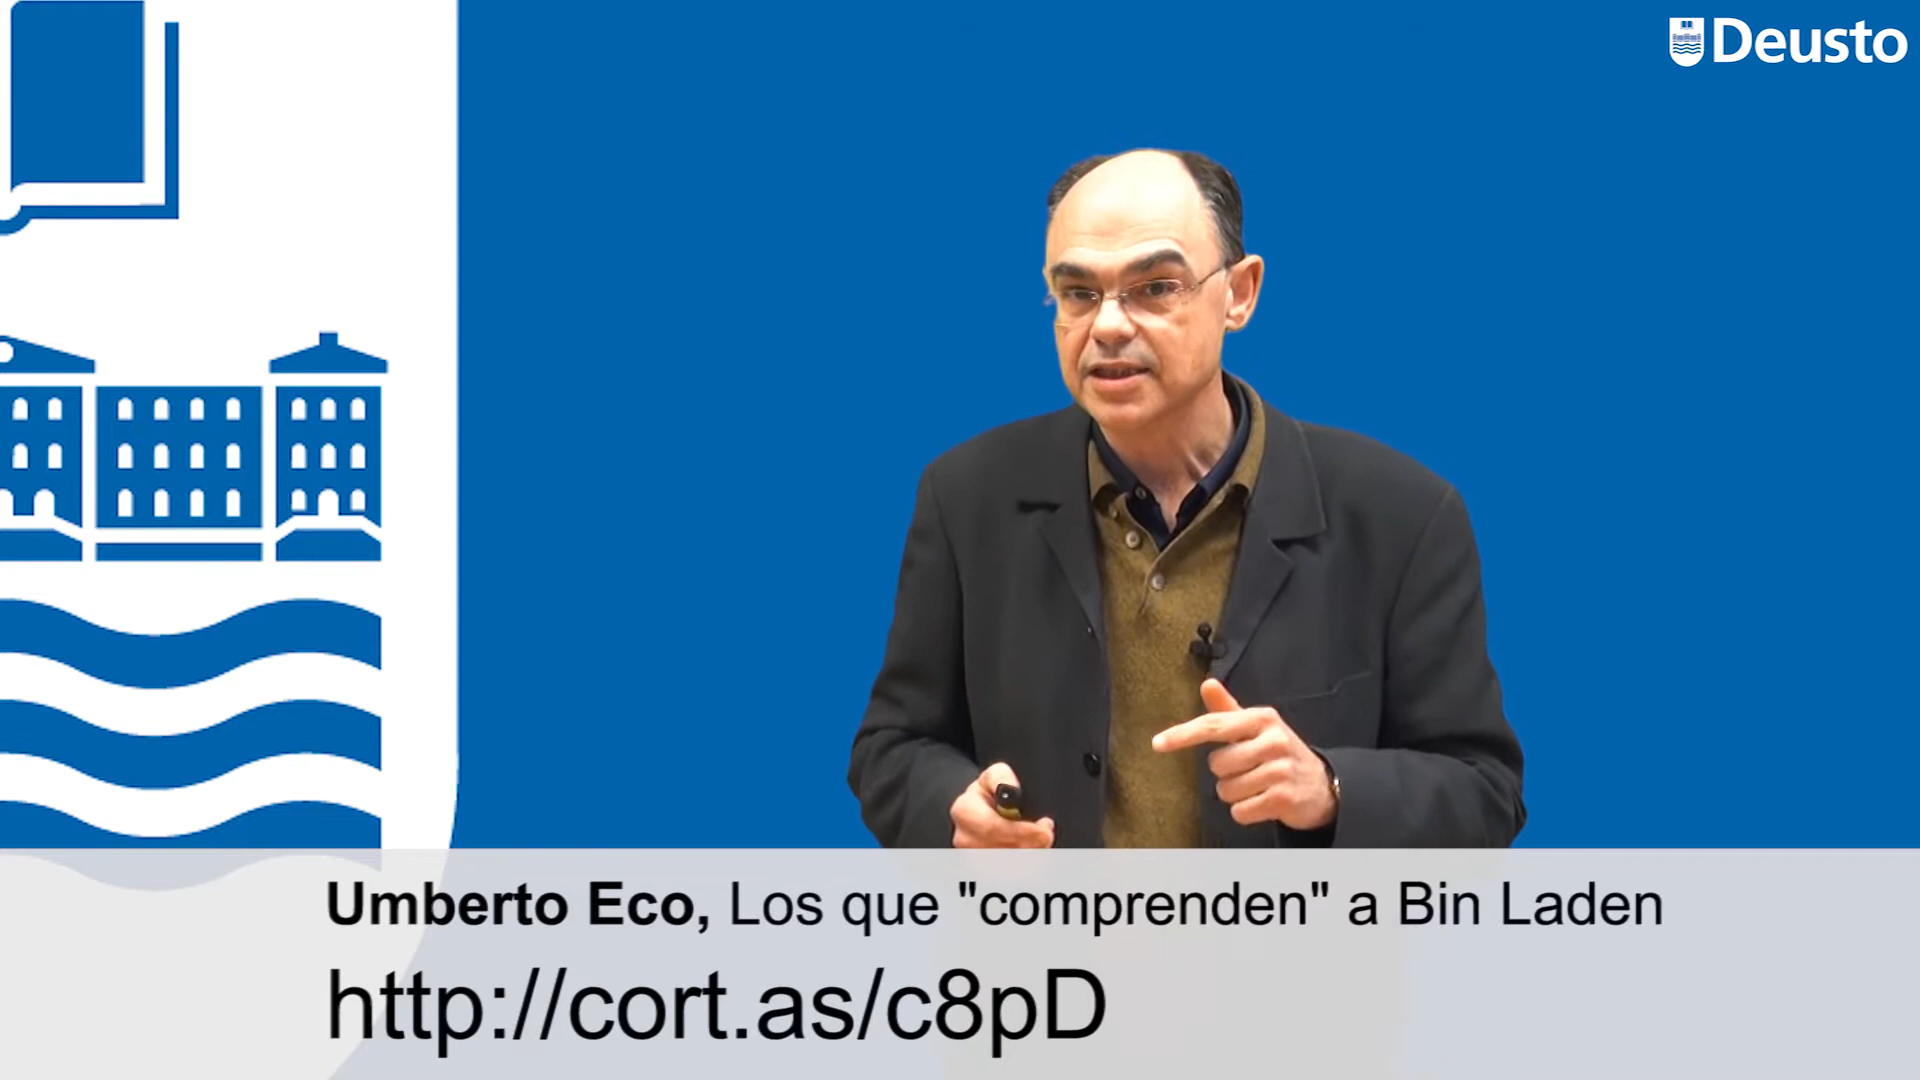 Deusto
Umberto Eco, Los que "comprenden" a Bin Laden
http://cort.as/c8pD